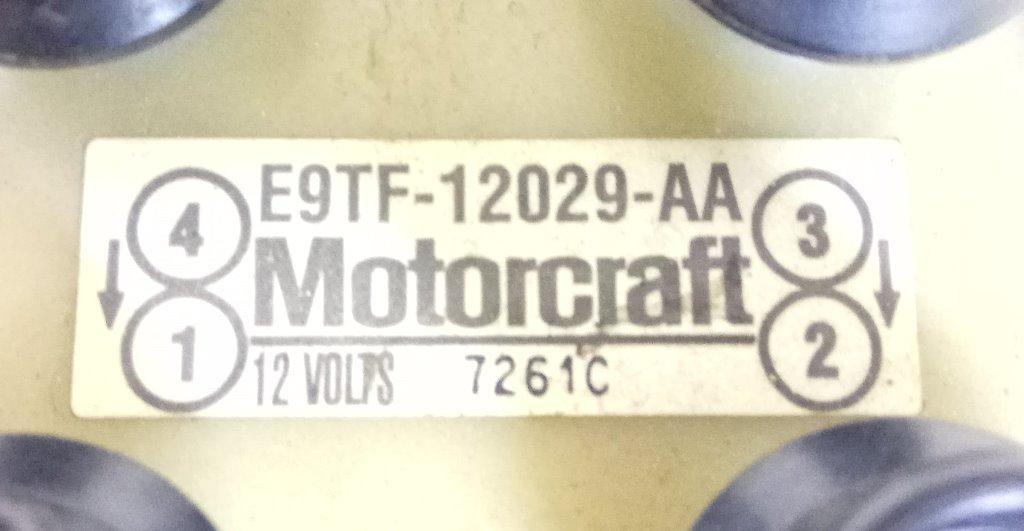 4 E9TF-12029-AA 3
Motorcraft
1 12 VOLTS 7261C 2